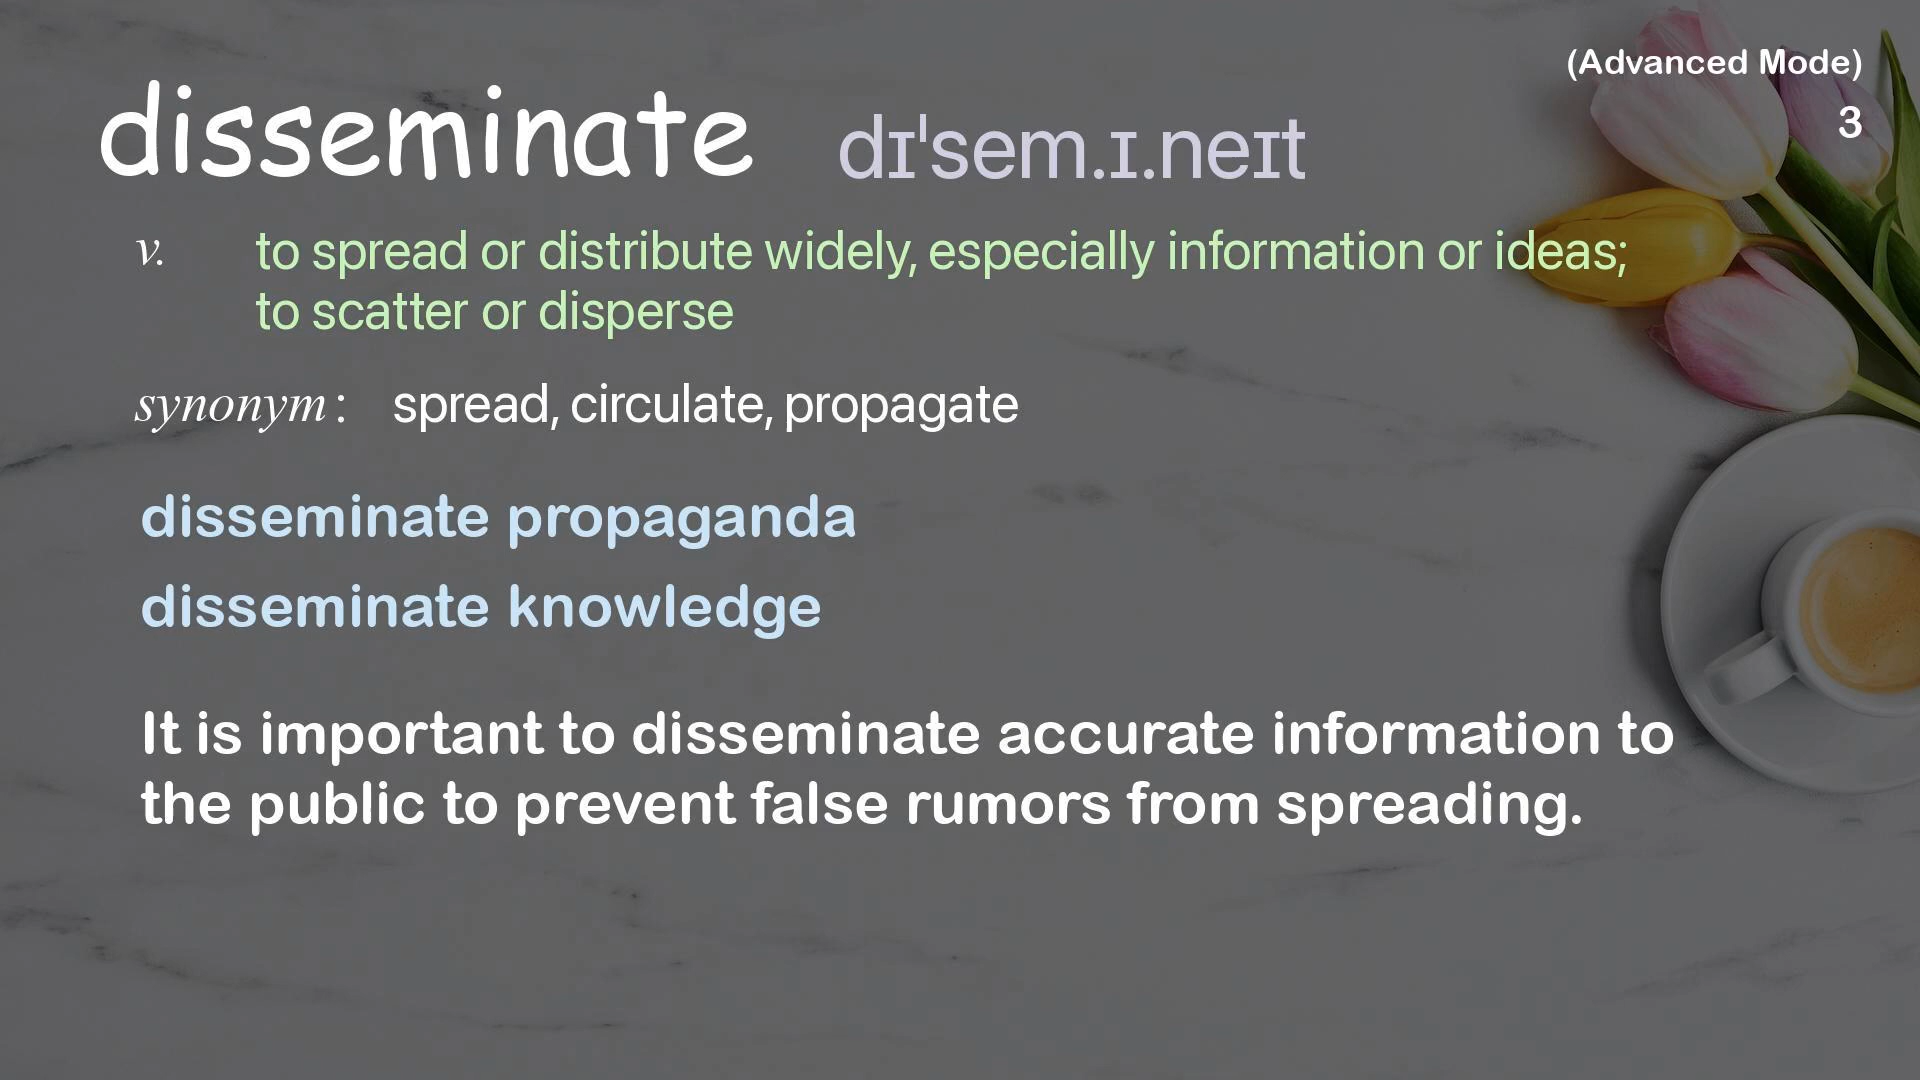 (Advanced Mode)
3
disseminate dɪˈsem.ɪ.neɪt
v. to spread or distribute widely, especially information or ideas;
to scatter or disperse
synonym: spread, circulate, propagate
disseminate propaganda
disseminate knowledge
It is important to disseminate accurate information to
the public to prevent false rumors from spreading.